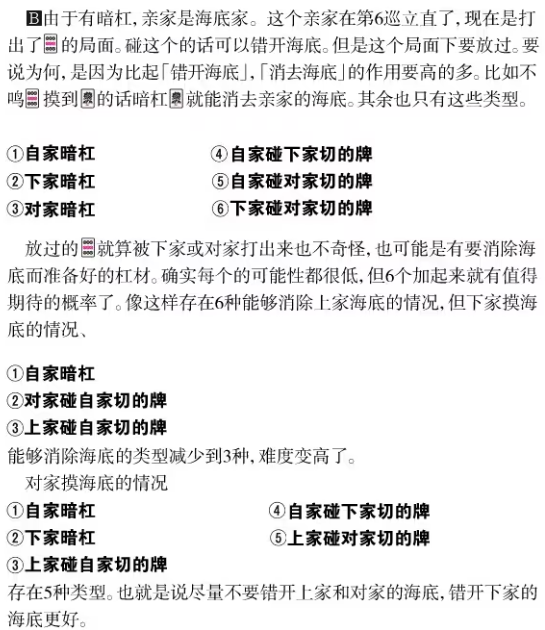 B由于有暗杠,亲家是海底家。这个亲家在第6巡立直了,现在是打
出了的局面。碰这个的话可以错开海底。但是这个局面下要放过。要
说为何,是因为比起「错开海底」,「消去海底」的作用要高的多。比如不
鸣摸到的话暗杠就能消去亲家的海底。其余也只有这些类型。
①自家暗杠 ④自家碰下家切的牌
②下家暗杠 ⑤自家碰对家切的牌
③对家暗杠 ⑥下家碰对家切的牌
放过的就算被下家或对家打出来也不奇怪,也可能是有要消除海
底而准备好的杠材。确实每个的可能性都很低,但6个加起来就有值得
期待的概率了。像这样存在6种能够消除上家海底的情况,但下家摸海
底的情况、
①自家暗杠
②对家碰自家切的牌
③上家碰自家切的牌
能够消除海底的类型减少到3种,难度变高了。
对家摸海底的情况
①自家暗杠 ④自家碰下家切的牌
②下家暗杠 ⑤上家碰对家切的牌
③上家碰自家切的牌
存在5种类型。也就是说尽量不要错开上家和对家的海底,错开下家的
海底更好。